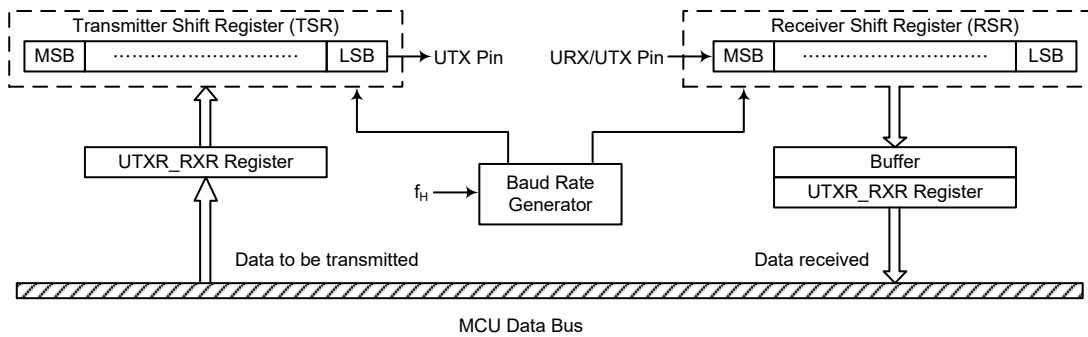 Transmitter Shift Register (TSR)
MSB
LSB
UTX Pin
URX/UTX Pin
Receiver Shift Register (RSR)
MSB
LSB
UTXR_RXR Register
fH
Baud Rate
Generator
Buffer
UTXR_RXR Register
Data to be transmitted
Data received
MCU Data Bus